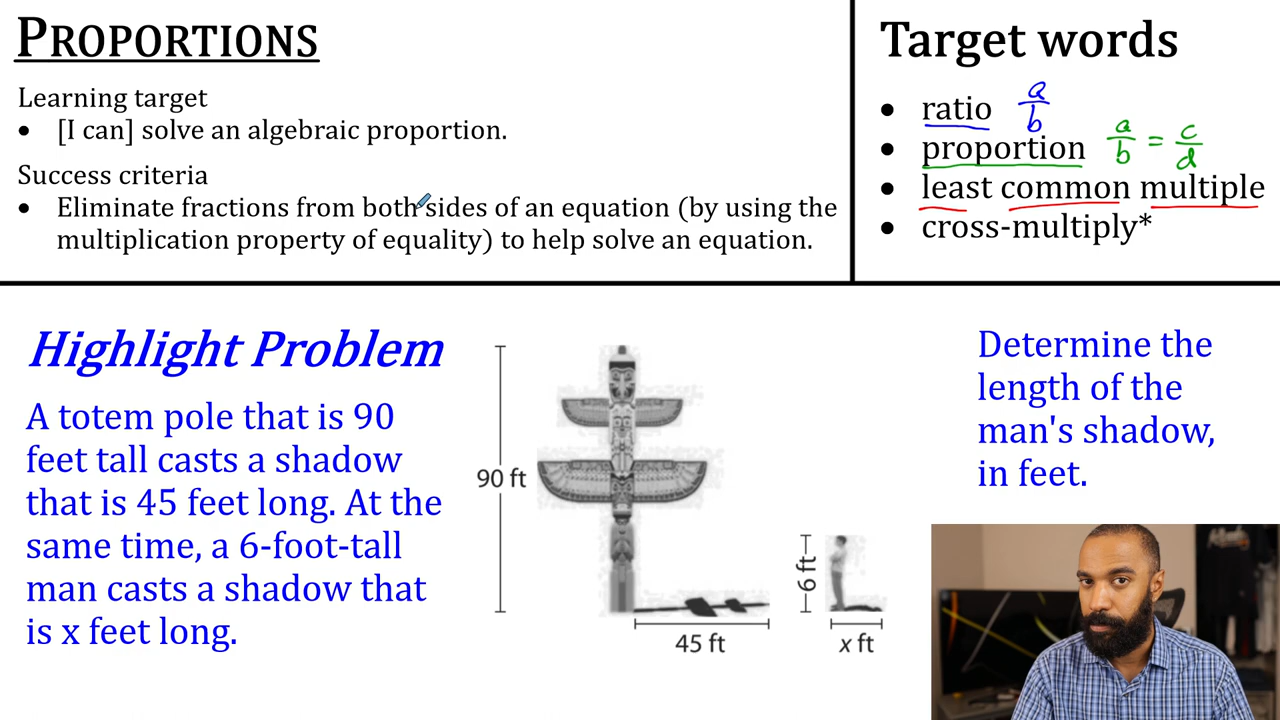 PROPORTIONS
Learning target
• [I can] solve an algebraic proportion.
Success criteria
• Eliminate fractions from both sides of an equation (by using the
multiplication property of equality) to help solve an equation.
Target words
• ratio a/b
• proportion a/b = c/d
• least common multiple
• cross-multiply*
Highlight Problem
A totem pole that is 90
feet tall casts a shadow
that is 45 feet long. At the
same time, a 6-foot-tall
man casts a shadow that
is x feet long.
90 ft
45 ft
6 ft
x ft
Determine the
length of the
man's shadow,
in feet.